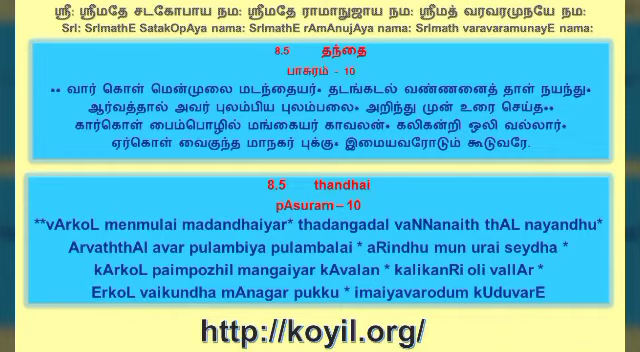 ஸ்ரீ: ஸ்ரீமதே சடகோபாய நம: ஸ்ரீமதே ராமாநுஜாய நம: ஸ்ரீமத் வரவரமுநயே நம:
SrI: SrImathE SatakOpAya nama: SrImathE rAmAnujAya nama: SrImath varavaramunayE nama:
8.5 தந்தை
பாசுரம் - 10
** வார் கொள் மென்முலை மடந்தையர்* தடங்கடல் வண்ணனைத் தாள் நயந்து*
ஆர்வத்தால் அவர் புலம்பிய புலம்பலை* அறிந்து முன் உரை செய்த**
கார்கொள் பைம்பொழில் மங்கையர் காவலன்* கலிகன்றி ஒலி வல்லார்*
ஏர்கொள் வைகுந்த மாநகர் புக்கு* இமையவரோடும் கூடுவரே.
8.5 thandhai
pAsuram – 10
**vArkoL menmulai madandhaiyar* thadangadal vaNNanaith thAL nayandhu*
ArvaththAl avar pulambiya pulambalai * aRindhu mun urai seydha *
kArkoL paimpozhil mangaiyar kAvalan * kalikanRi oli vallAr *
ErkoL vaikundha mAnagar pukku * imaiyavarodum kUduvarE
http://koyil.org/